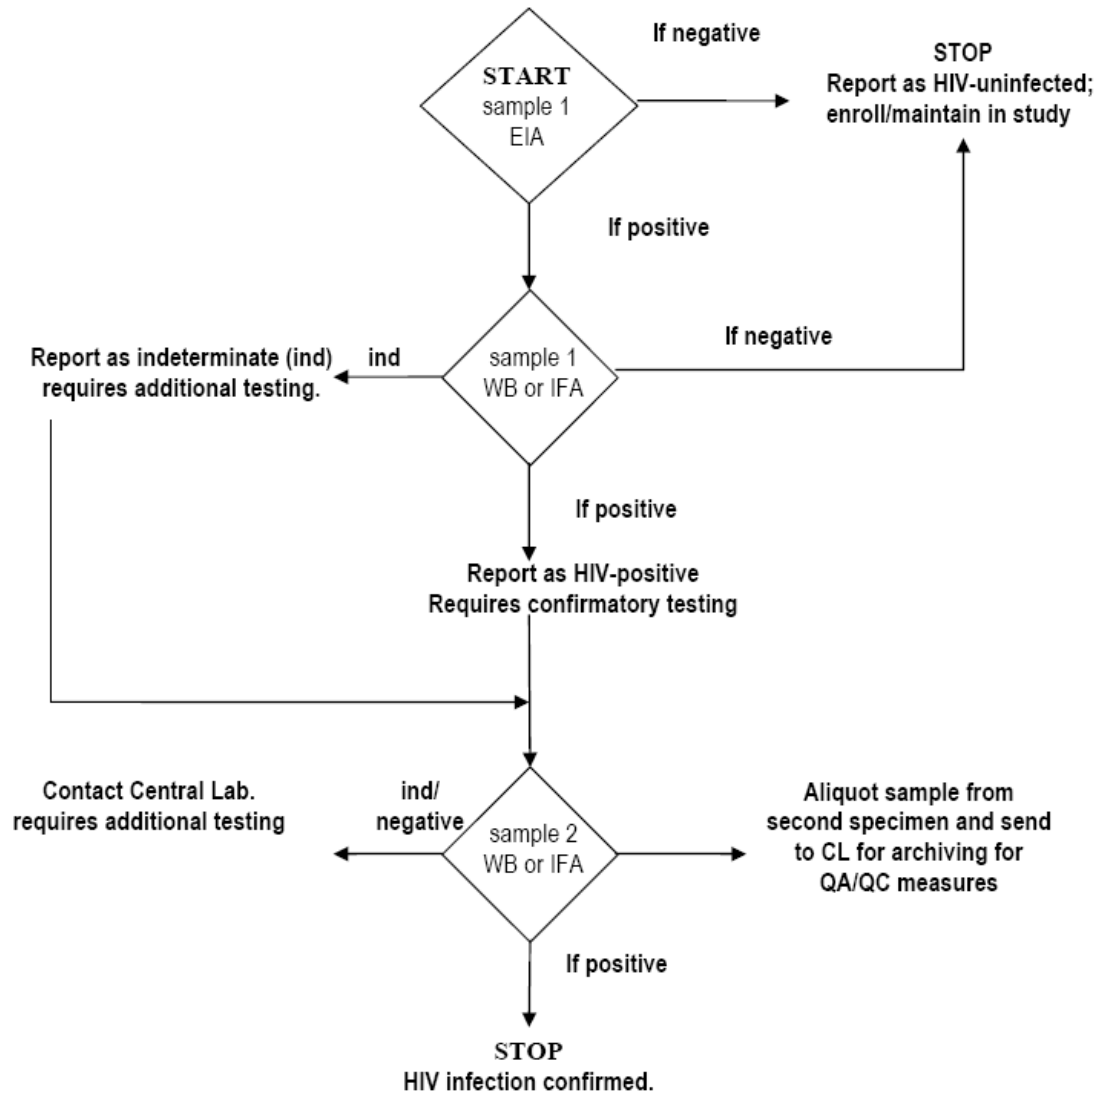 If negative
START
sample 1
EIA
STOP
Report as HIV-uninfected;
enroll/maintain in study
If positive
If negative
Report as indeterminate (ind)
requires additional testing.
ind
sample 1
WB or IFA
If positive
Report as HIV-positive
Requires confirmatory testing
Contact Central Lab.
requires additional testing
ind/
negative
sample 2
WB or IFA
Aliquot sample from
second specimen and send
to CL for archiving for
QA/QC measures
If positive
STOP
HIV infection confirmed.